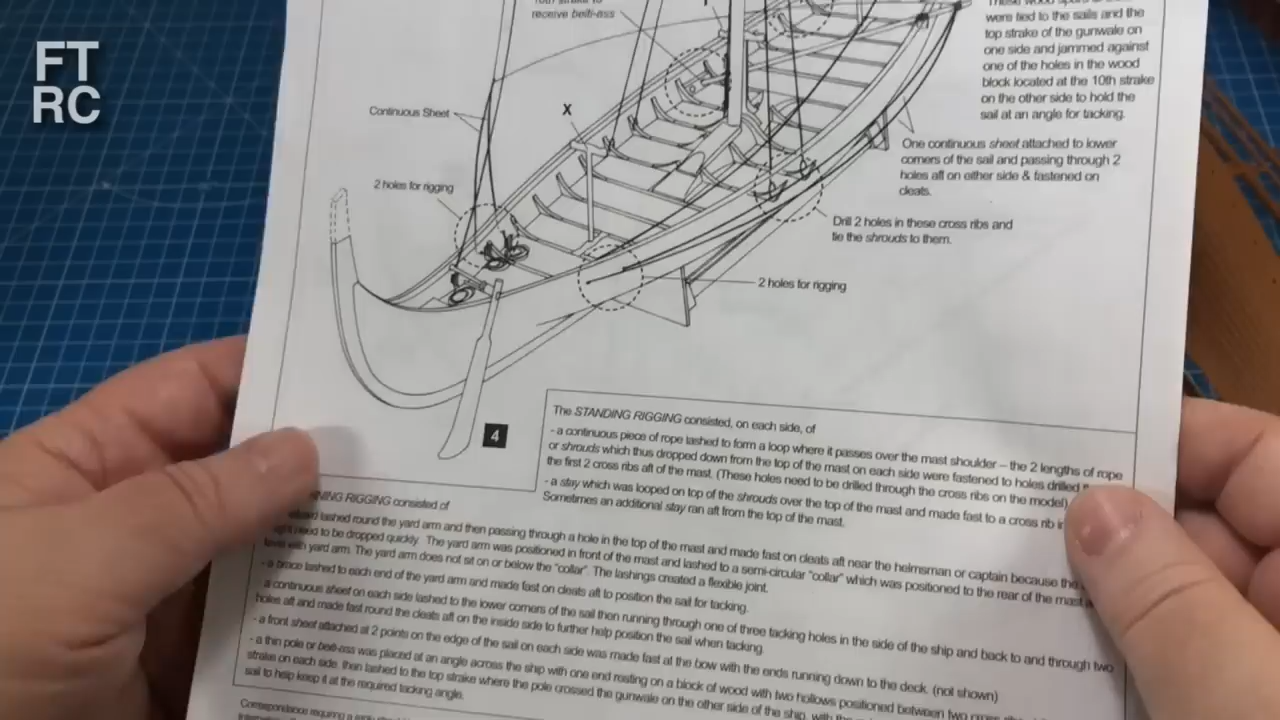 FT
RC
receive beiti-ass
were tied to the sails and the
top strake of the gunwale on
one side and jammed against
one of the holes in the wood
block located at the 10th strake
on the other side to hold the
sail at an angle for tacking.
Continuous Sheet
X
One continuous sheet attached to lower
corners of the sail and passing through 2
holes aft on either side & fastened on
cleats.
2 holes for rigging
Drill 2 holes in these cross ribs and
tie the shrouds to them.
2 holes for rigging
4
The STANDING RIGGING consisted, on each side, of
- a continuous piece of rope lashed to form a loop where it passes over the mast shoulder – the 2 lengths of rope
or shrouds which thus dropped down from the top of the mast on each side were fastened to holes drilled
the first 2 cross ribs aft of the mast. (These holes need to be drilled through the cross ribs on the model)
- a stay which was looped on top of the shrouds over the top of the mast and made fast to a cross rib
Sometimes an additional stay ran aft from the top of the mast.
RIGGING consisted of
lashed round the yard arm and then passing through a hole in the top of the mast and made fast on cleats aft near the helmsman or captain because the
need to be dropped quickly. The yard arm was positioned in front of the mast and lashed to a semi-circular "collar" which was positioned to the rear of the mast
with yard arm. The yard arm does not sit on or below the "collar". The lashings created a flexible joint.
- a brace lashed to each end of the yard arm and made fast on cleats aft to position the sail for tacking.
a continuous sheet on each side lashed to the lower corners of the sail then running through one of three tacking holes in the side of the ship and back to and through two
holes aft and made fast round the cleats aft on the inside side to further help position the sail when tacking
- a front sheet attached at 2 points on the edge of the sail on each side was made fast at the bow with the ends running down to the deck. (not shown)
- a thin pole or beiti-ass was placed at an angle across the ship with one end resting on a block of wood with two hollows positioned between two cross
strake on each side then lashed to the top strake where the pole crossed the gunwale on the other side of the ship, with the
sail to help keep it at the required tacking angle.